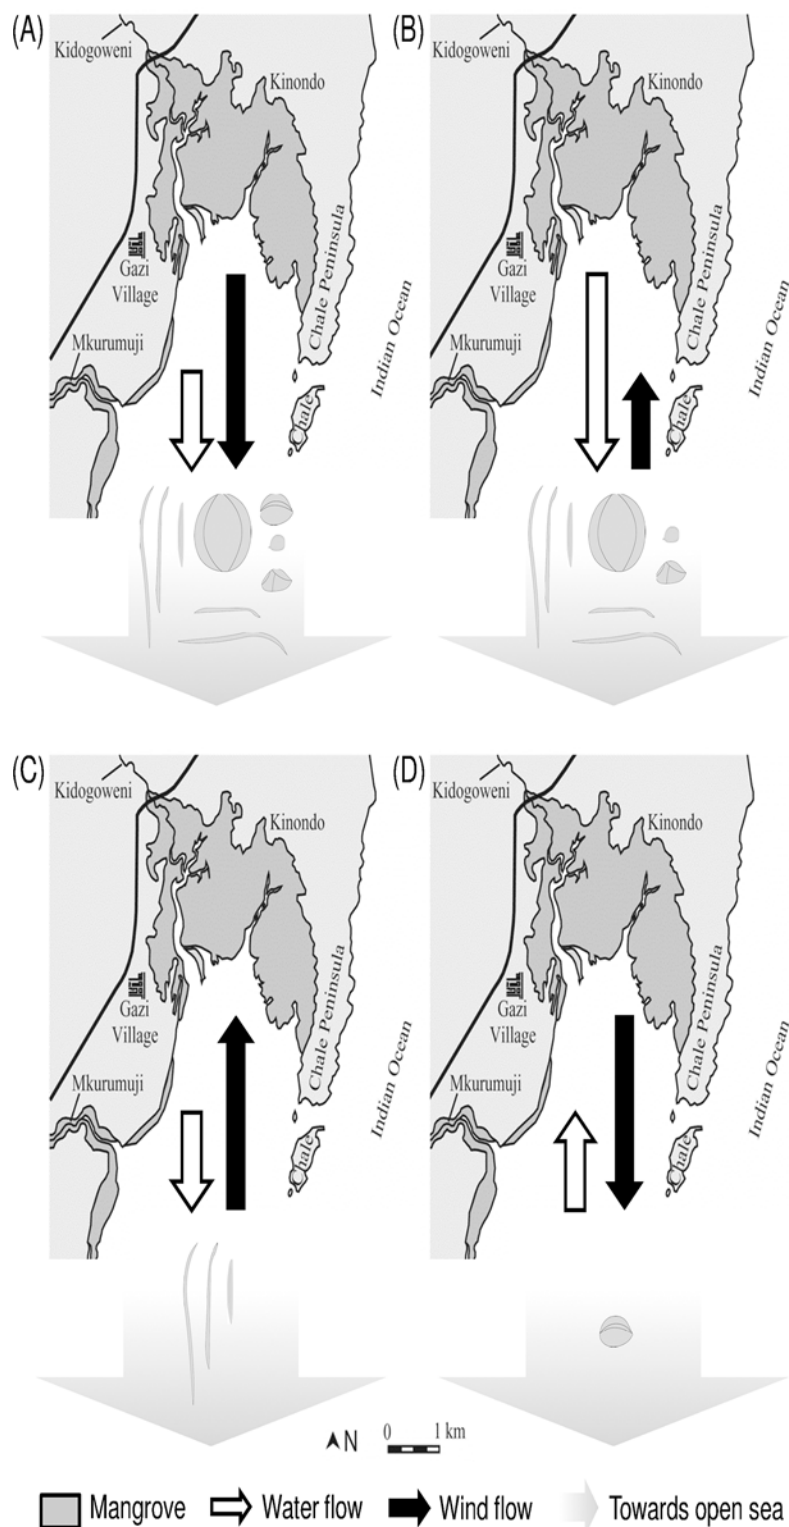 (A)
Kidogoweni
Kinondo
Gazi
Village
Chale Peninsula
Indian Ocean
Mkurumuji
Chale
(B)
Kidogoweni
Kinondo
Gazi
Village
Chale Peninsula
Indian Ocean
Mkurumuji
Chale
(C)
Kidogoweni
Kinondo
Gazi
Village
Chale Peninsula
Indian Ocean
Mkurumuji
Chale
(D)
Kidogoweni
Kinondo
Gazi
Village
Chale Peninsula
Indian Ocean
Mkurumuji
Chale
N
0 1 km
Mangrove Water flow Wind flow Towards open sea